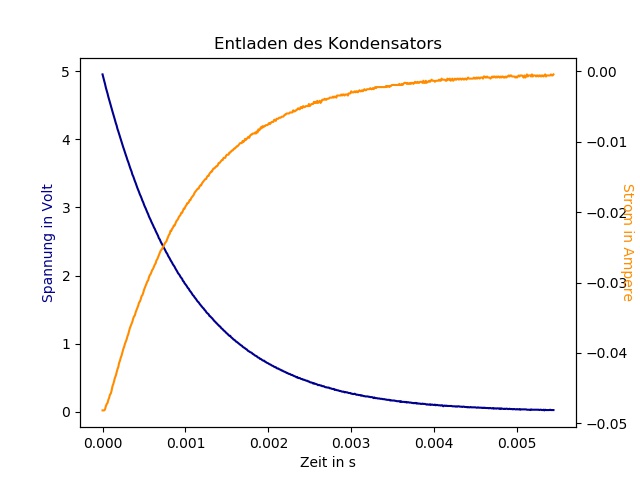 Entladen des Kondensators
Spannung in Volt
5
4
3
2
1
0
0.00
−0.01
−0.02
−0.03
−0.04
−0.05
Strom in Ampere
0.000 0.001 0.002 0.003 0.004 0.005
Zeit in s